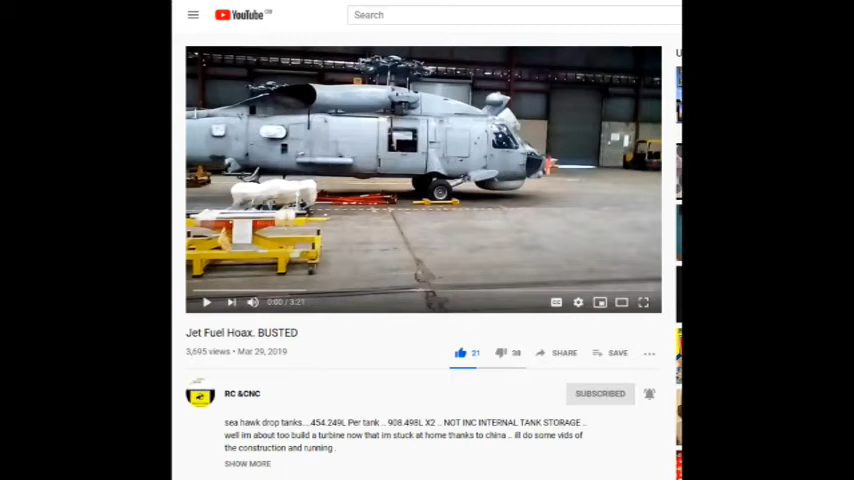 YouTube
Search
0:00 / 3:21
Jet Fuel Hoax. BUSTED
3,695 views • Mar 29, 2019
21
38
SHARE
SAVE
RC &CNC
SUBSCRIBED
sea hawk drop tanks....454.249L Per tank .. 908.498L X2 .. NOT INC INTERNAL TANK STORAGE ..
well im about too build a turbine now that im stuck at home thanks to china .. ill do some vids of
the construction and running .
SHOW MORE